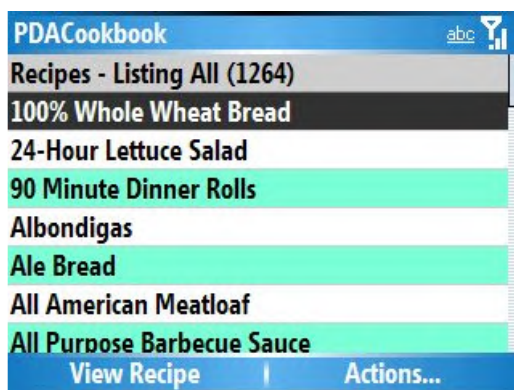 PDACookbook abc
Recipes - Listing All (1264)
100% Whole Wheat Bread
24-Hour Lettuce Salad
90 Minute Dinner Rolls
Albondigas
Ale Bread
All American Meatloaf
All Purpose Barbecue Sauce
View Recipe Actions...